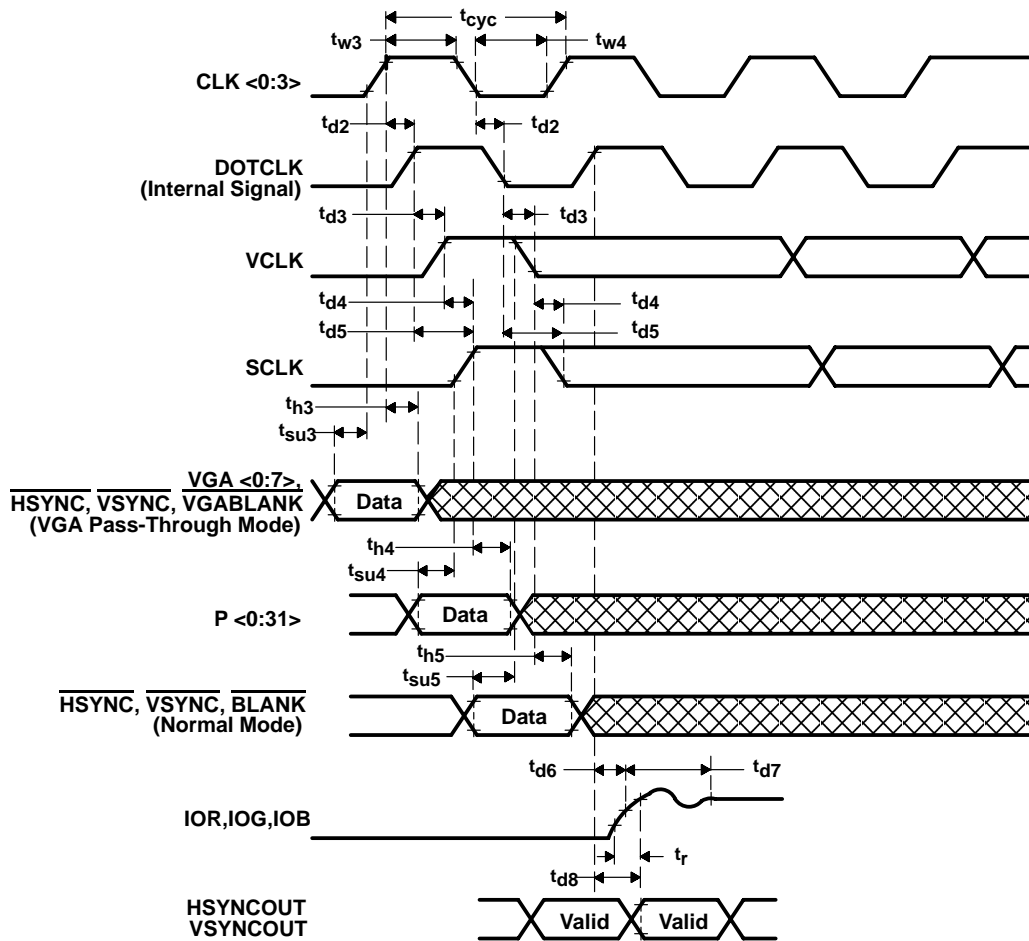 tcyc
tw3 tw4
CLK <0:3>
td2 td2
DOTCLK
(Internal Signal)
td3 td3
VCLK
td4 td4
td5 td5
SCLK
th3
tsu3
VGA <0:7>,
HSYNC, VSYNC, VGABLANK
(VGA Pass-Through Mode)
Data
th4
tsu4
P <0:31>
Data
th5
tsu5
HSYNC, VSYNC, BLANK
(Normal Mode)
Data
td6 td7
IOR,IOG,IOB
tr
td8
HSYNCOUT
VSYNCOUT
Valid Valid